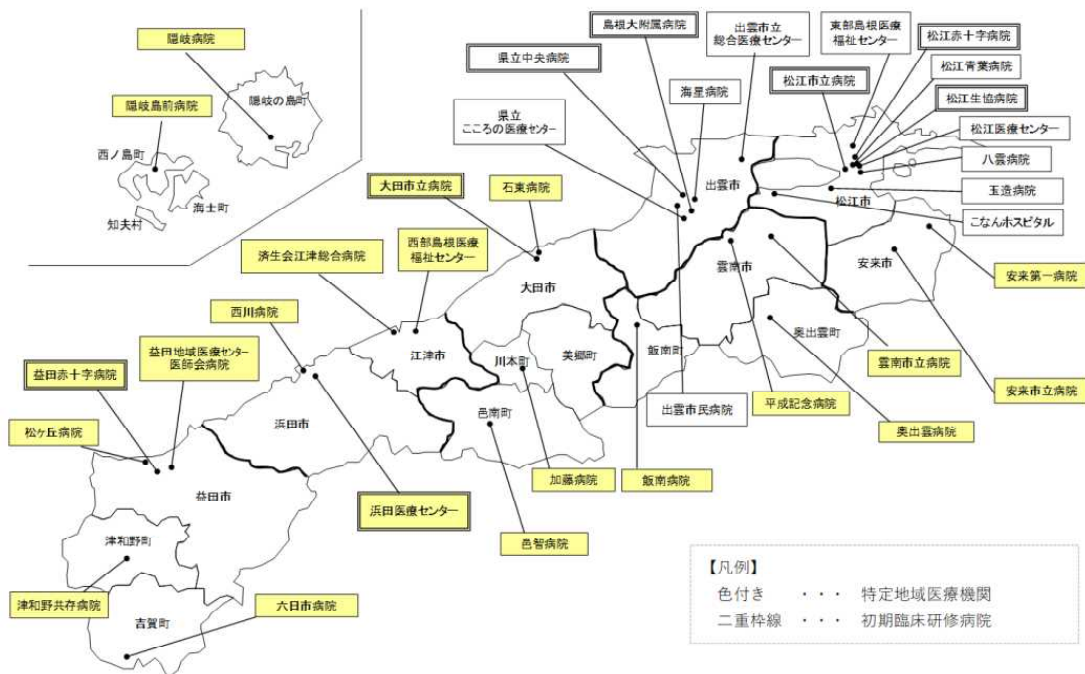 隠岐病院
隠岐の島町
隠岐島前病院
西ノ島町
海士町
知夫村
島根大附属病院
県立中央病院
出雲市立
総合医療センター
海星病院
県立
こころの医療センター
東部島根医療
福祉センター
松江赤十字病院
松江市立病院
松江青葉病院
松江生協病院
松江医療センター
八雲病院
玉造病院
こなんホスピタル
出雲市
松江市
大田市立病院
石東病院
済生会江津総合病院
西部島根医療
福祉センター
大田市
雲南市
安来市
安来第一病院
西川病院
益田地域医療センター
医師会病院
益田赤十字病院
松ヶ丘病院
江津市
川本町
美郷町
飯南町
奥出雲町
雲南市立病院
安来市立病院
浜田市
邑南町
出雲市民病院
平成記念病院
奥出雲病院
加藤病院
飯南病院
浜田医療センター
邑智病院
益田市
津和野町
津和野共存病院
六日市病院
吉賀町
【凡例】
色付き ・・・ 特定地域医療機関
二重枠線 ・・・ 初期臨床研修病院